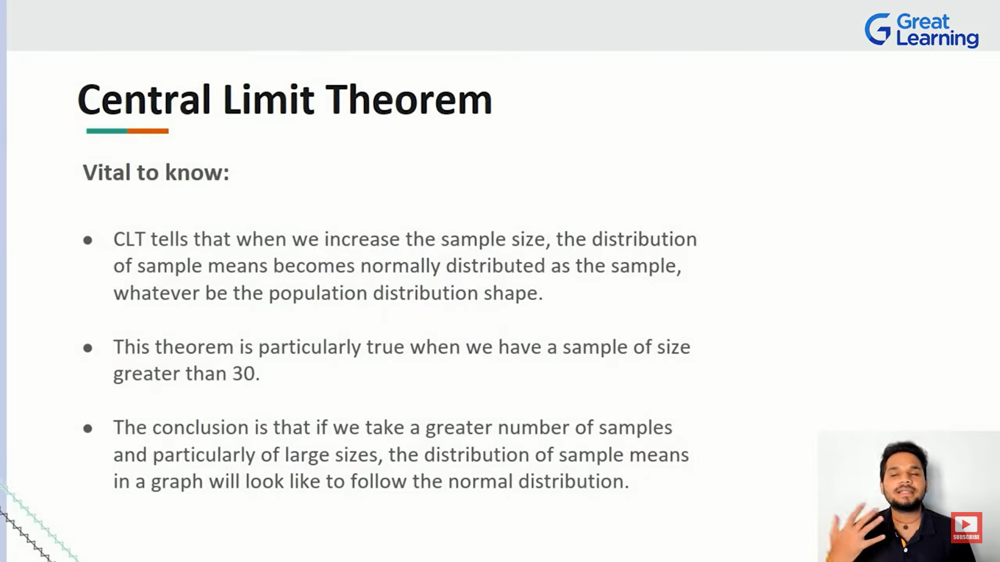 Great
Learning
Central Limit Theorem
Vital to know:
● CLT tells that when we increase the sample size, the distribution
of sample means becomes normally distributed as the sample,
whatever be the population distribution shape.
● This theorem is particularly true when we have a sample of size
greater than 30.
● The conclusion is that if we take a greater number of samples
and particularly of large sizes, the distribution of sample means
in a graph will look like to follow the normal distribution.
SUBSCRIBE